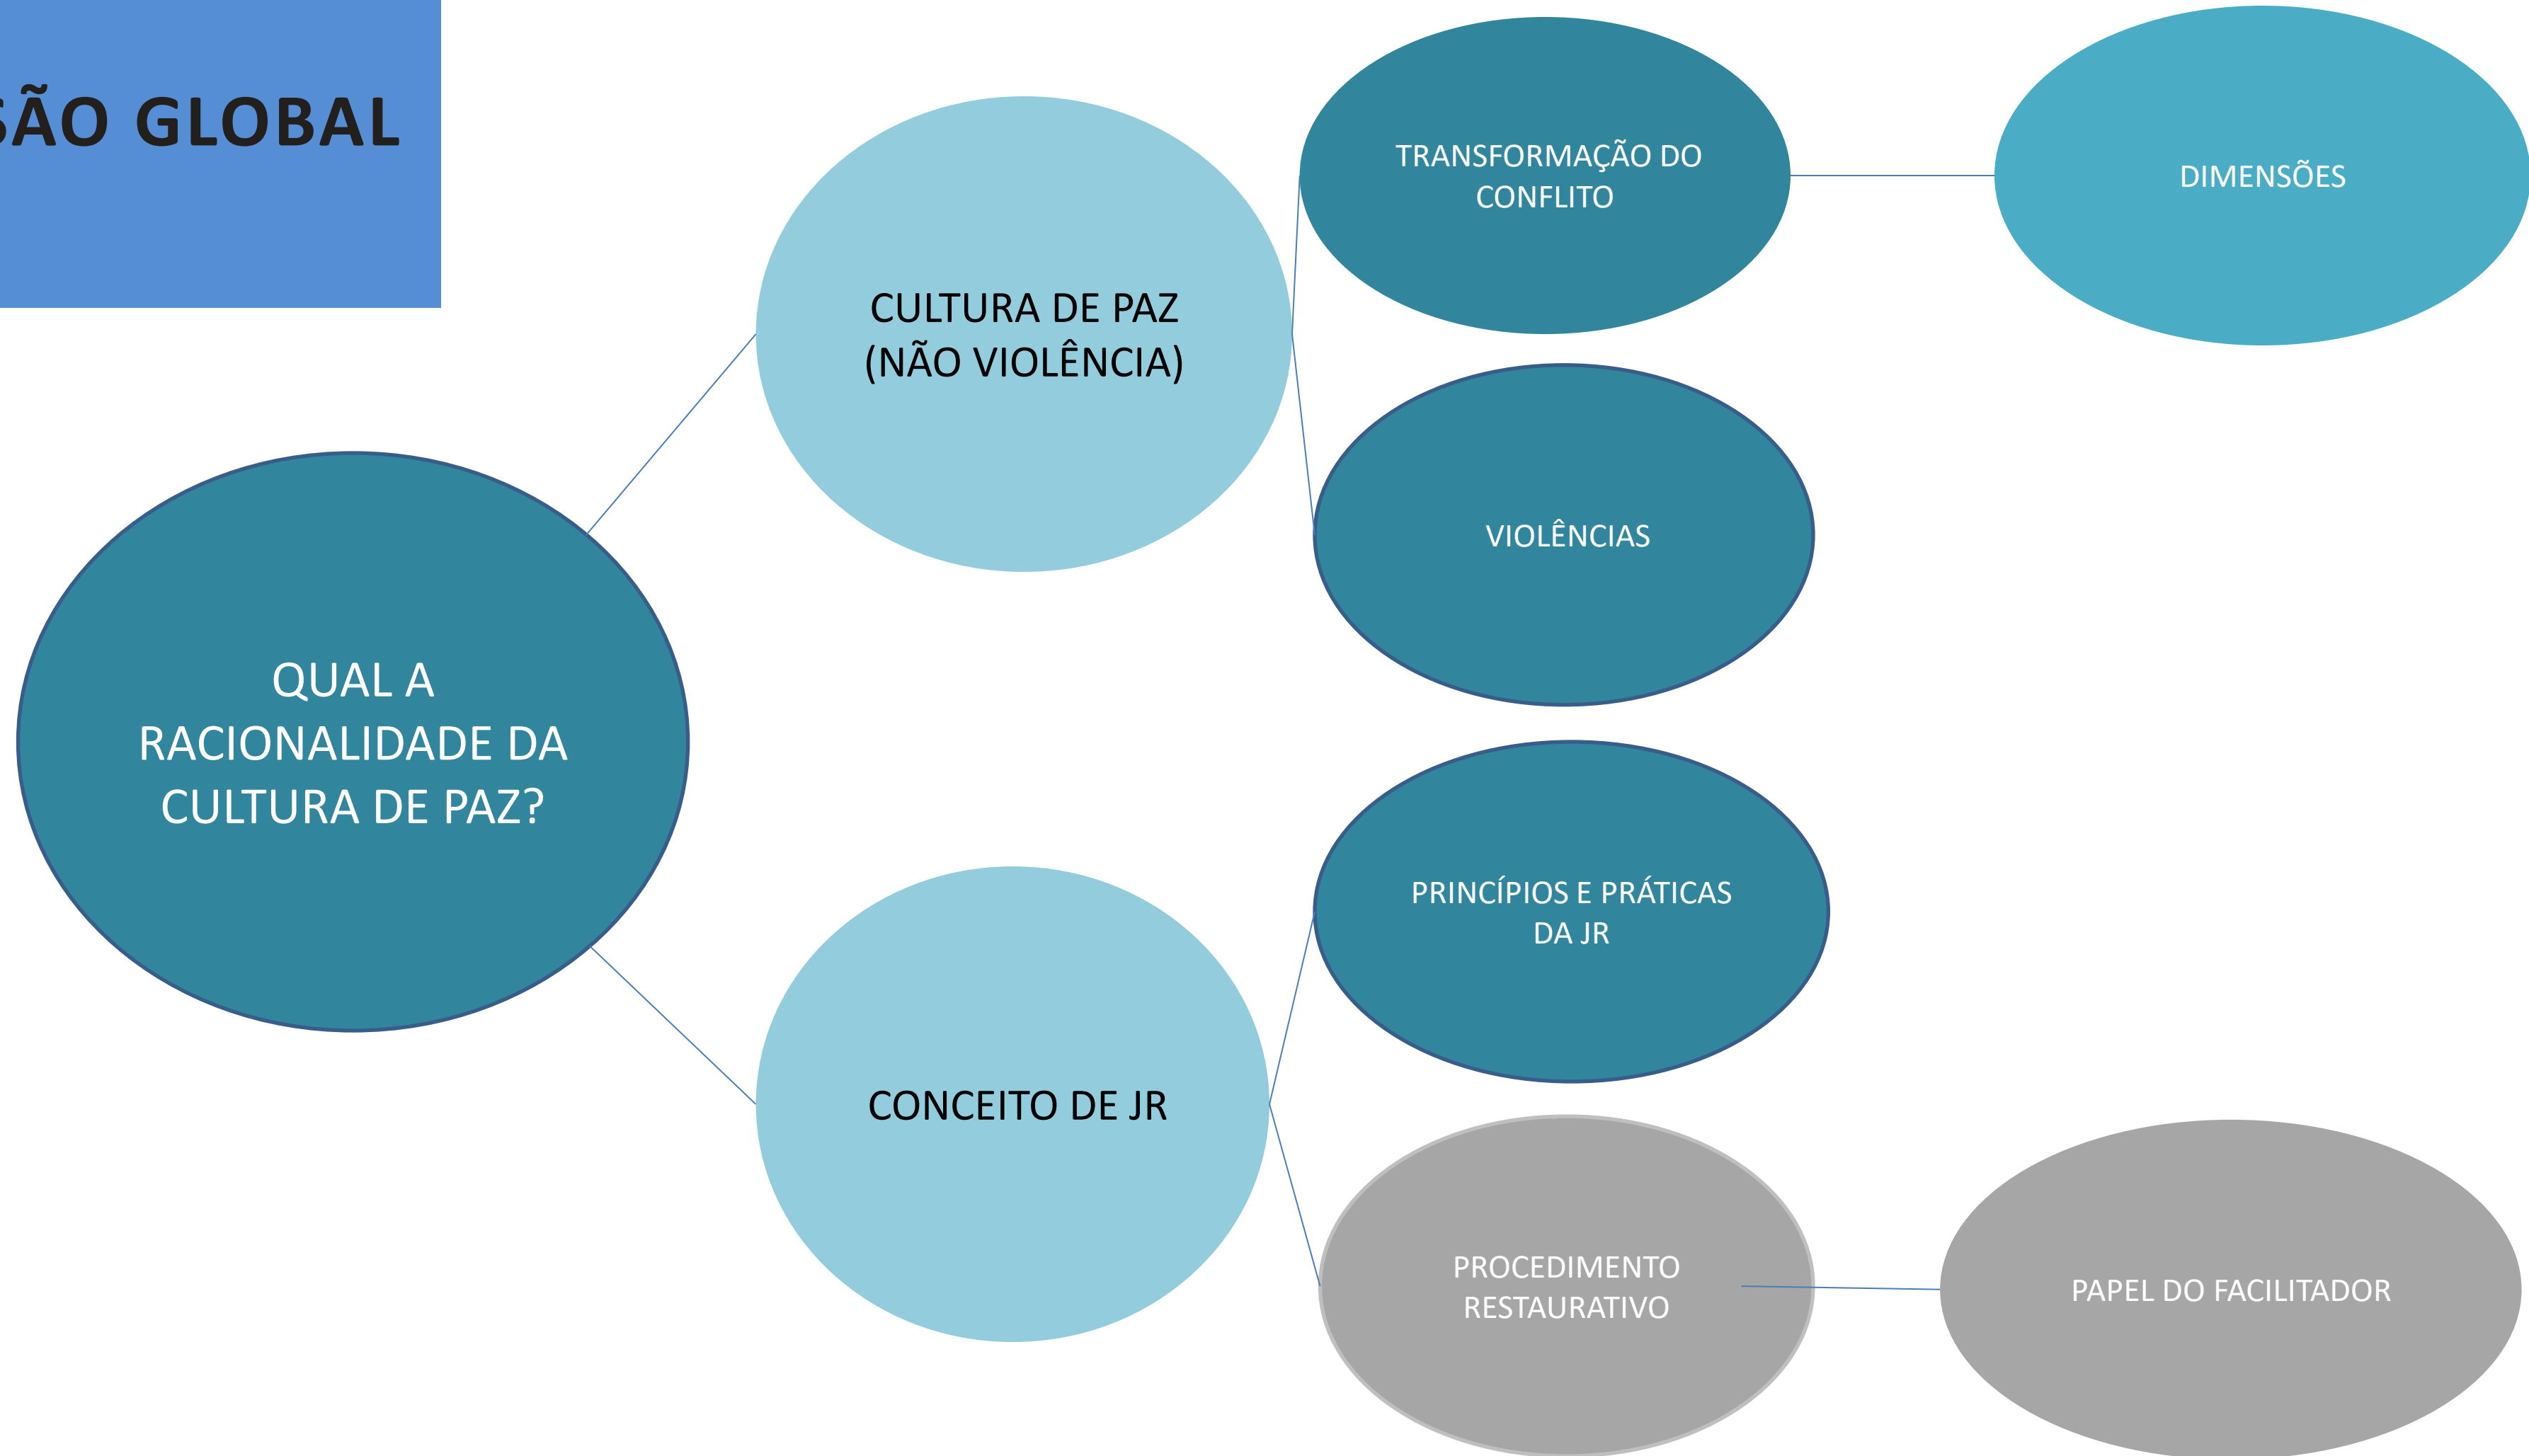 SÃO GLOBAL
TRANSFORMAÇÃO DO
CONFLITO
DIMENSÕES
CULTURA DE PAZ
(NÃO VIOLÊNCIA)
VIOLÊNCIAS
QUAL A
RACIONALIDADE DA
CULTURA DE PAZ?
PRINCÍPIOS E PRÁTICAS
DA JR
CONCEITO DE JR
PROCEDIMENTO
RESTAURATIVO
PAPEL DO FACILITADOR